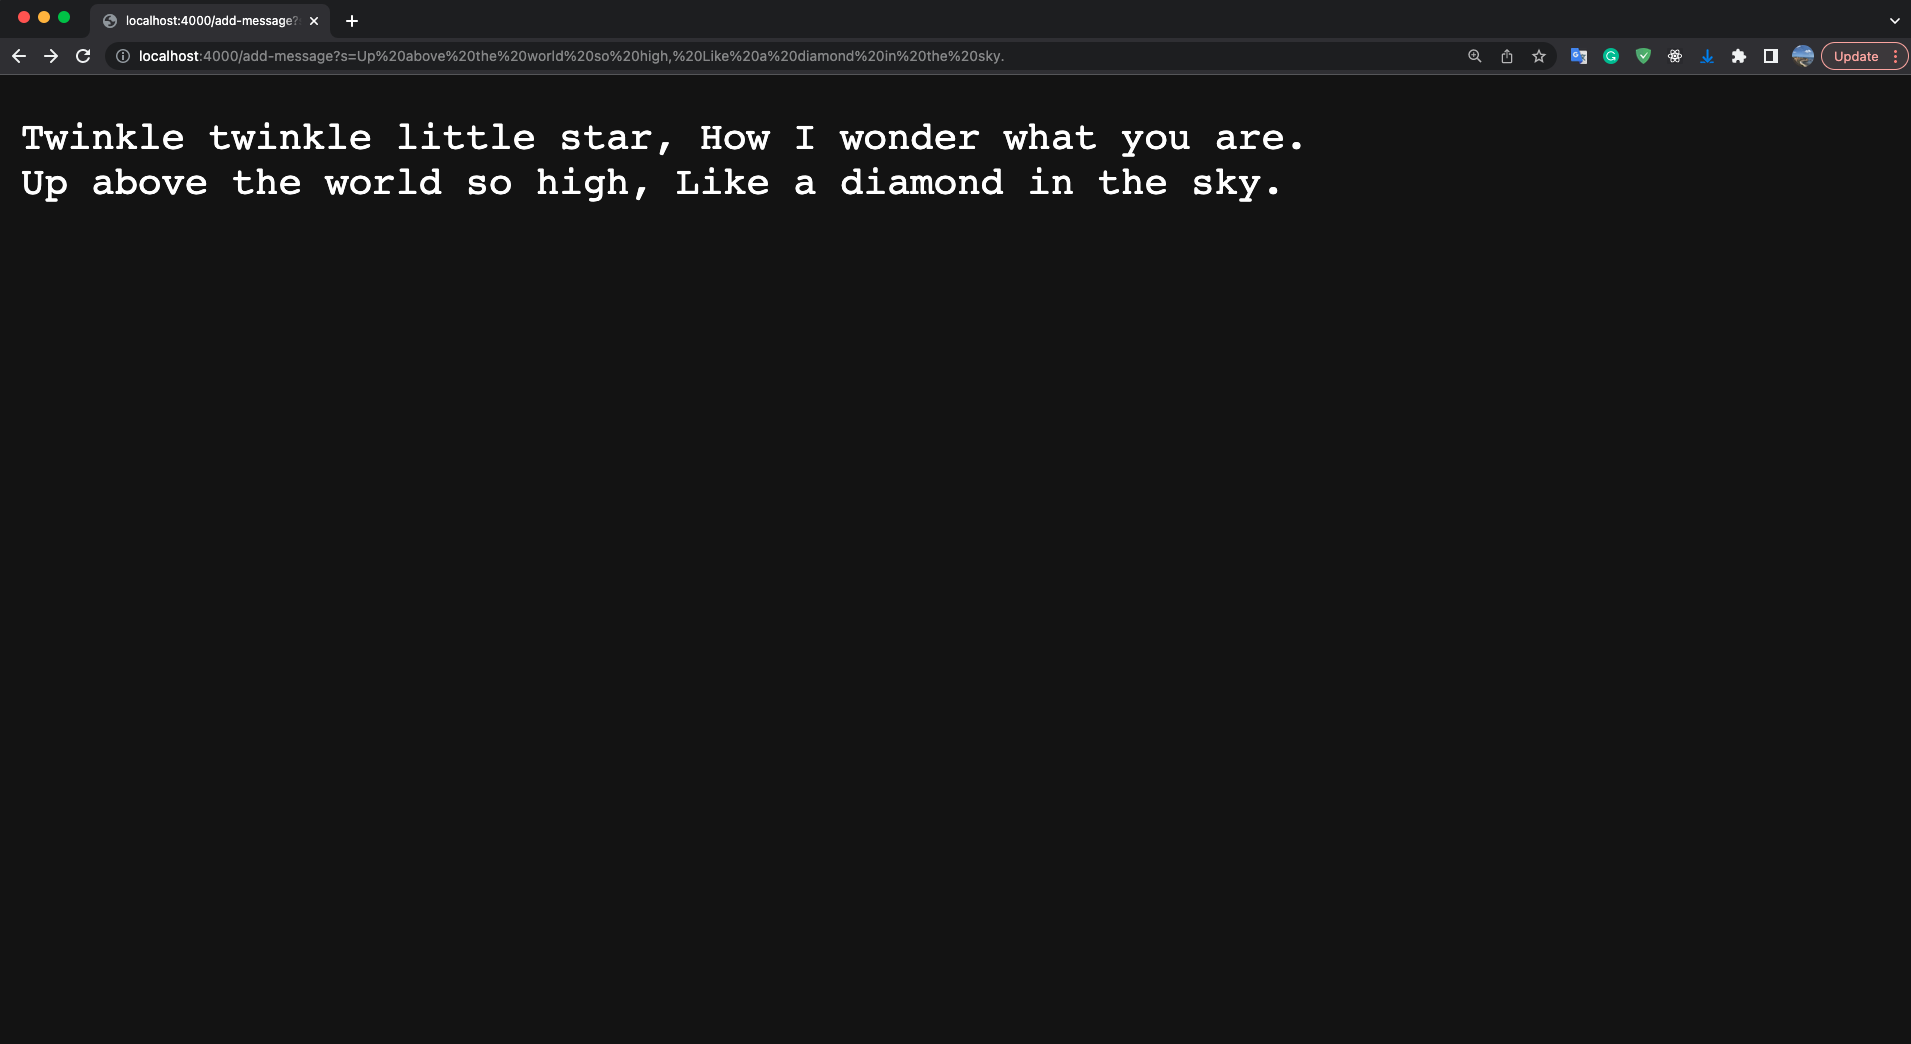 localhost:4000/add-message?
localhost:4000/add-message?s=Up%20above%20the%20world%20so%20high,%20Like%20a%20diamond%20in%20the%20sky.
Update
Twinkle twinkle little star, How I wonder what you are.
Up above the world so high, Like a diamond in the sky.